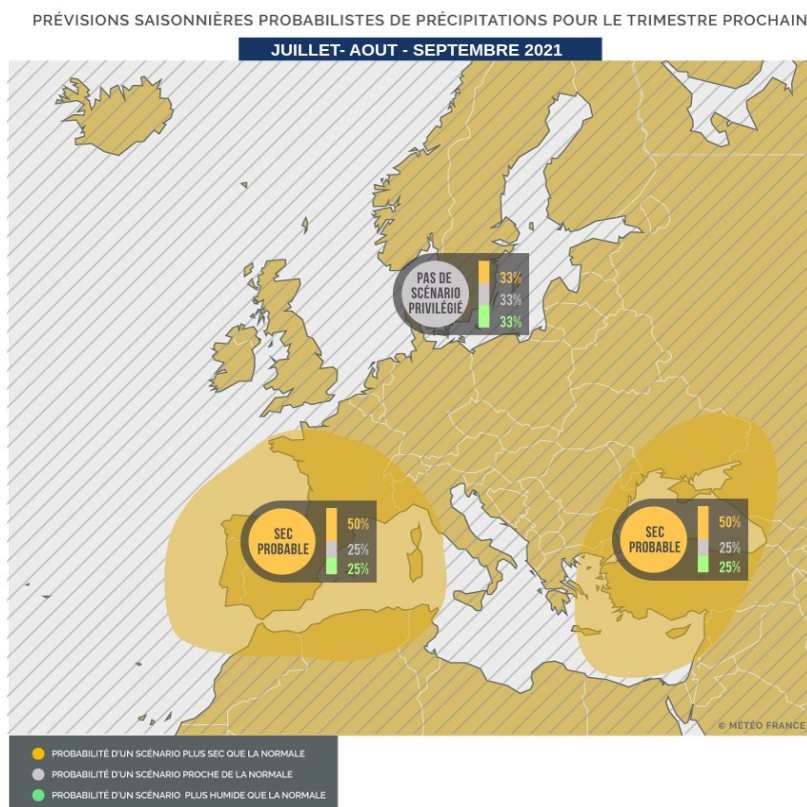 PRÉVISIONS SAISONNIÈRES PROBABILISTES DE PRÉCIPITATIONS POUR LE TRIMESTRE PROCHAIN
JUILLET- AOUT - SEPTEMBRE 2021
PAS DE
SCÉNARIO
PRIVILÉGIÉ
33%
33%
33%
SEC
PROBABLE
50%
25%
25%
SEC
PROBABLE
50%
25%
25%
© MÉTÉO FRANCE
PROBABILITÉ D'UN SCÉNARIO PLUS SEC QUE LA NORMALE
PROBABILITÉ D'UN SCÉNARIO PROCHE DE LA NORMALE
PROBABILITÉ D'UN SCÉNARIO PLUS HUMIDE QUE LA NORMALE